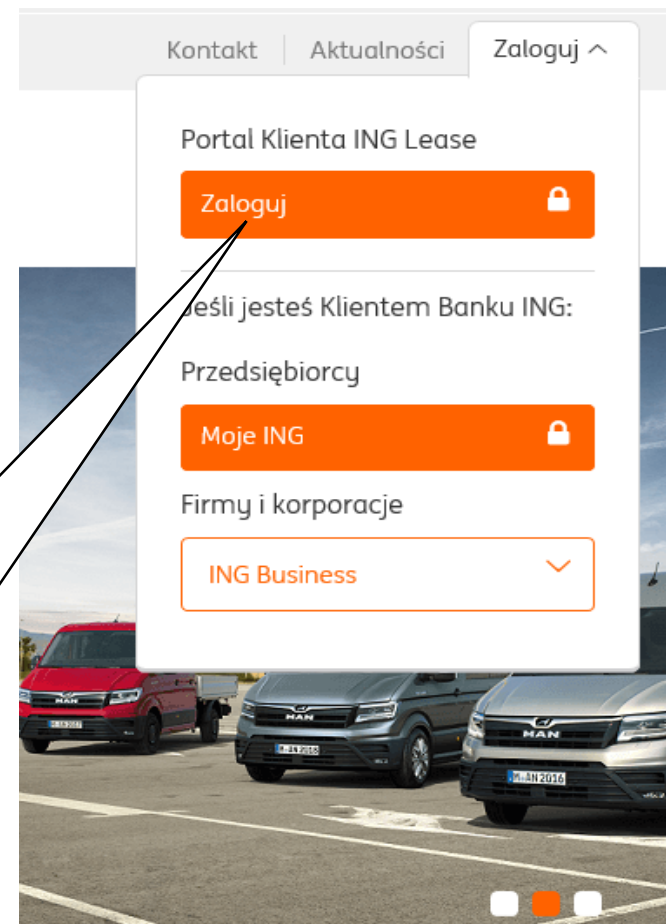 Kontakt Aktualności Zaloguj
Portal Klienta ING Lease
Zaloguj
Jeśli jesteś Klientem Banku ING:
Przedsiębiorcy
Moje ING
Firmy i korporacje
ING Business
MAN
MAN
MAN
M-AN 2016
M-AN 2016